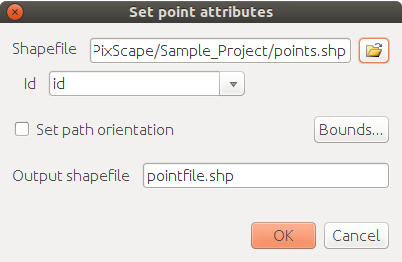 Set point attributes
Shapefile PixScape/Sample_Project/points.shp
Id id
Set path orientation Bounds...
Output shapefile pointfile.shp
OK Cancel